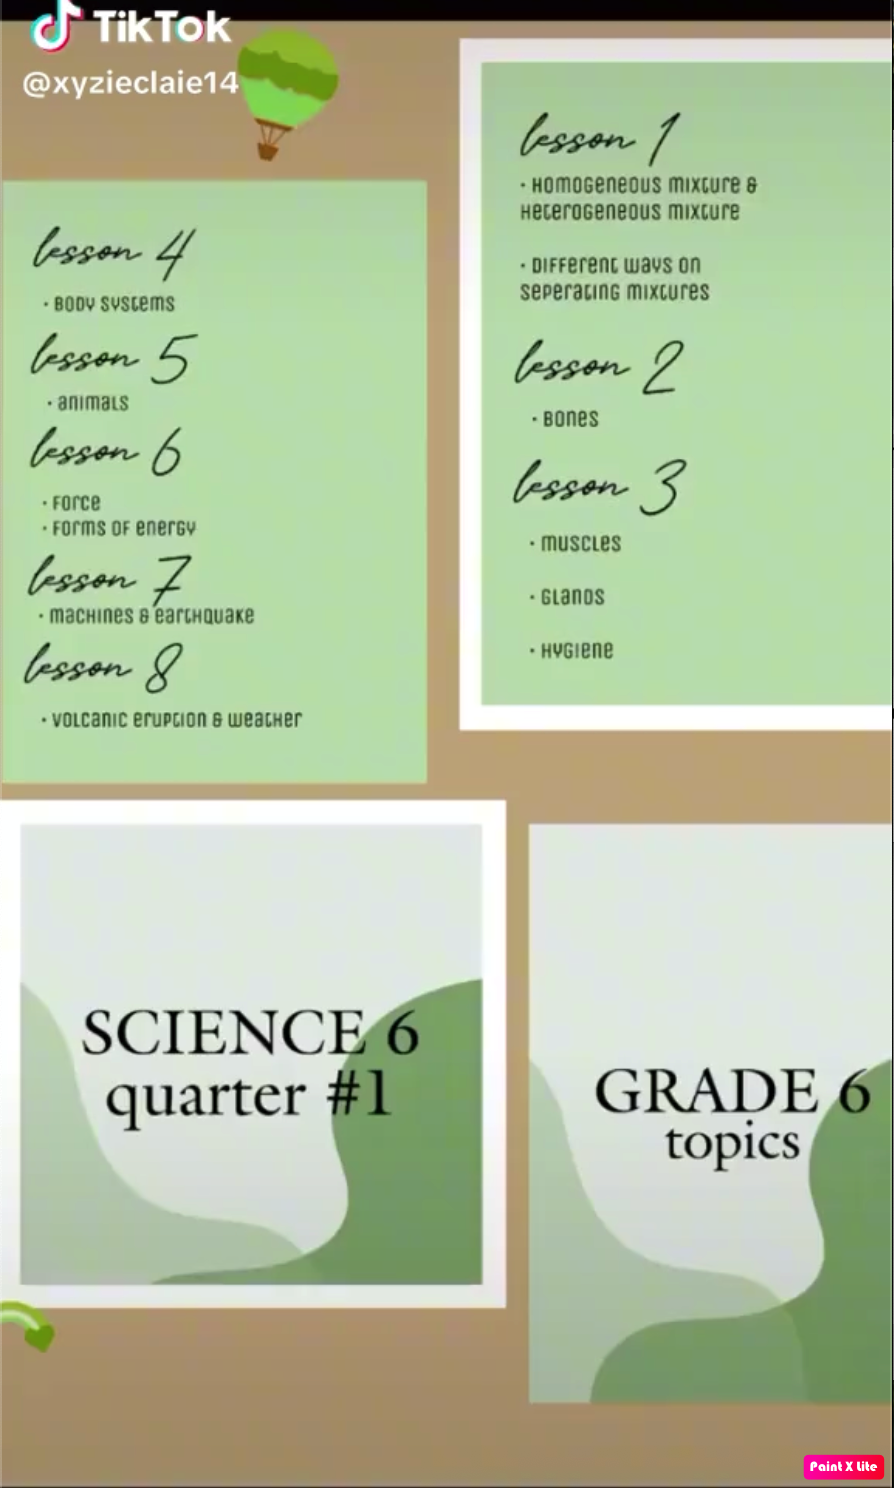 TikTok
@xyzieclaie14
lesson 4
· BODY SYSTEMS
lesson 5
· animals
lesson 6
· Force
· Forms of energy
lesson 7
· machines & earthquake
lesson 8
· volcanic eruption & weather
lesson 1
· Homogeneous mixture &
Heterogeneous mixture
· Different ways on
seperating mixtures
lesson 2
· Bones
lesson 3
· muscles
· Glands
· Hygiene
SCIENCE 6
quarter #1
GRADE 6
topics
Paint X Lite